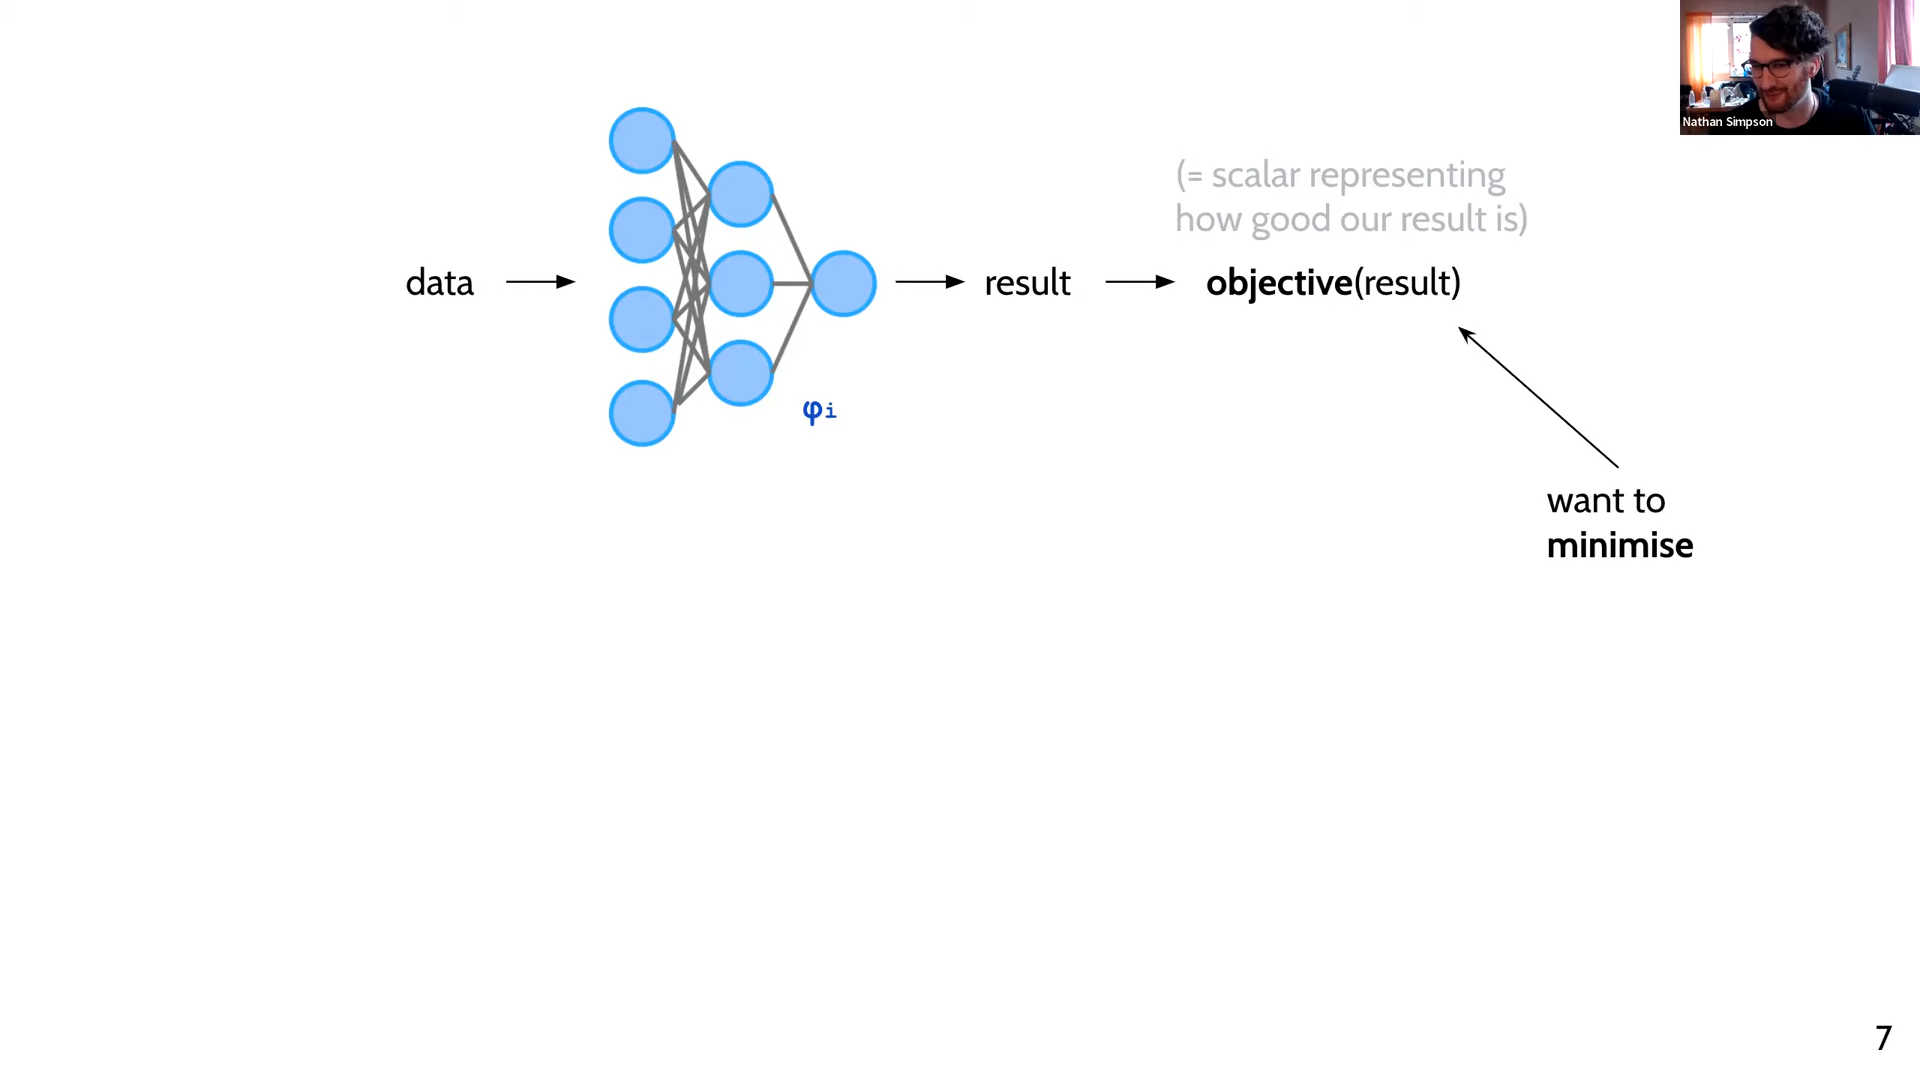 Nathan Simpson
(= scalar representing
how good our result is)
data
result
objective(result)
φi
want to
minimise
7